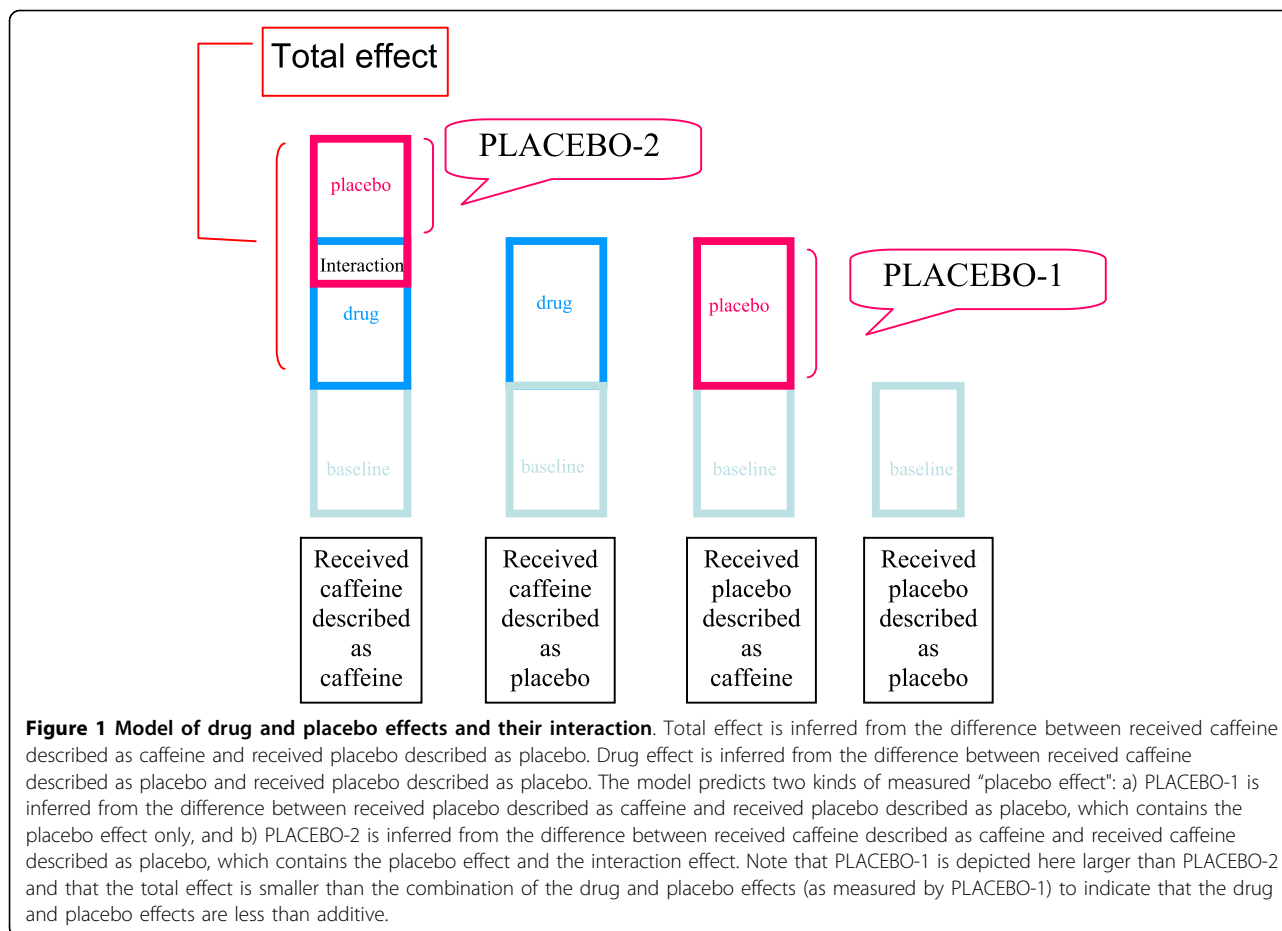 Total effect
PLACEBO-2
placebo
Interaction
drug
drug
placebo
PLACEBO-1
baseline
baseline
baseline
baseline
Received
caffeine
described
as
caffeine
Received
caffeine
described
as
placebo
Received
placebo
described
as
caffeine
Received
placebo
described
as
placebo
Figure 1 Model of drug and placebo effects and their interaction. Total effect is inferred from the difference between received caffeine
described as caffeine and received placebo described as placebo. Drug effect is inferred from the difference between received caffeine
described as placebo and received placebo described as placebo. The model predicts two kinds of measured “placebo effect": a) PLACEBO-1 is
inferred from the difference between received placebo described as caffeine and received placebo described as placebo, which contains the
placebo effect only, and b) PLACEBO-2 is inferred from the difference between received caffeine described as caffeine and received caffeine
described as placebo, which contains the placebo effect and the interaction effect. Note that PLACEBO-1 is depicted here larger than PLACEBO-2
and that the total effect is smaller than the combination of the drug and placebo effects (as measured by PLACEBO-1) to indicate that the drug
and placebo effects are less than additive.